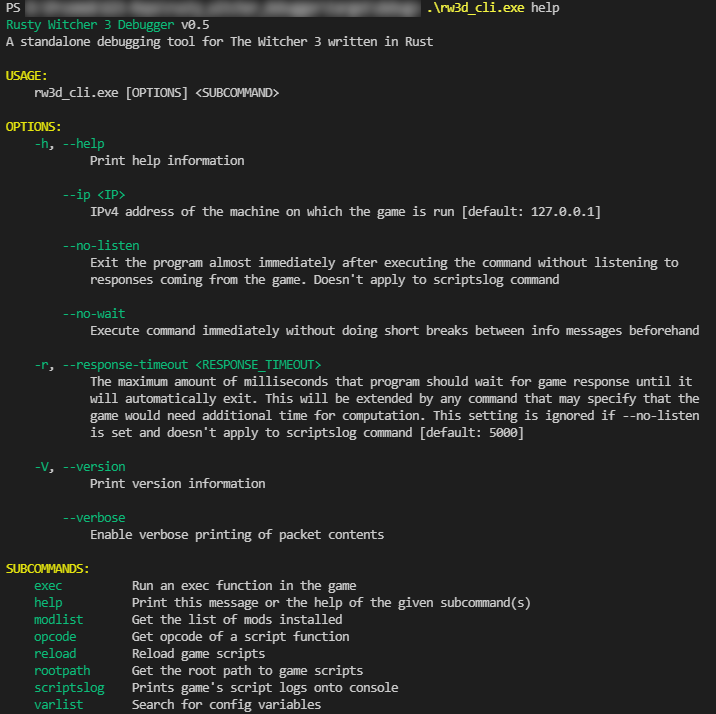 PS .\rw3d_cli.exe help
Rusty Witcher 3 Debugger v0.5
A standalone debugging tool for The Witcher 3 written in Rust
USAGE:
rw3d_cli.exe [OPTIONS] <SUBCOMMAND>
OPTIONS:
-h, --help
Print help information
--ip <IP>
IPv4 address of the machine on which the game is run [default: 127.0.0.1]
--no-listen
Exit the program almost immediately after executing the command without listening to
responses coming from the game. Doesn't apply to scriptslog command
--no-wait
Execute command immediately without doing short breaks between info messages beforehand
-r, --response-timeout <RESPONSE_TIMEOUT>
The maximum amount of milliseconds that program should wait for game response until it
will automatically exit. This will be extended by any command that may specify that the
game would need additional time for computation. This setting is ignored if --no-listen
is set and doesn't apply to scriptslog command [default: 5000]
-V, --version
Print version information
--verbose
Enable verbose printing of packet contents
SUBCOMMANDS:
exec Run an exec function in the game
help Print this message or the help of the given subcommand(s)
modlist Get the list of mods installed
opcode Get opcode of a script function
reload Reload game scripts
rootpath Get the root path to game scripts
scriptslog Prints game's script logs onto console
varlist Search for config variables